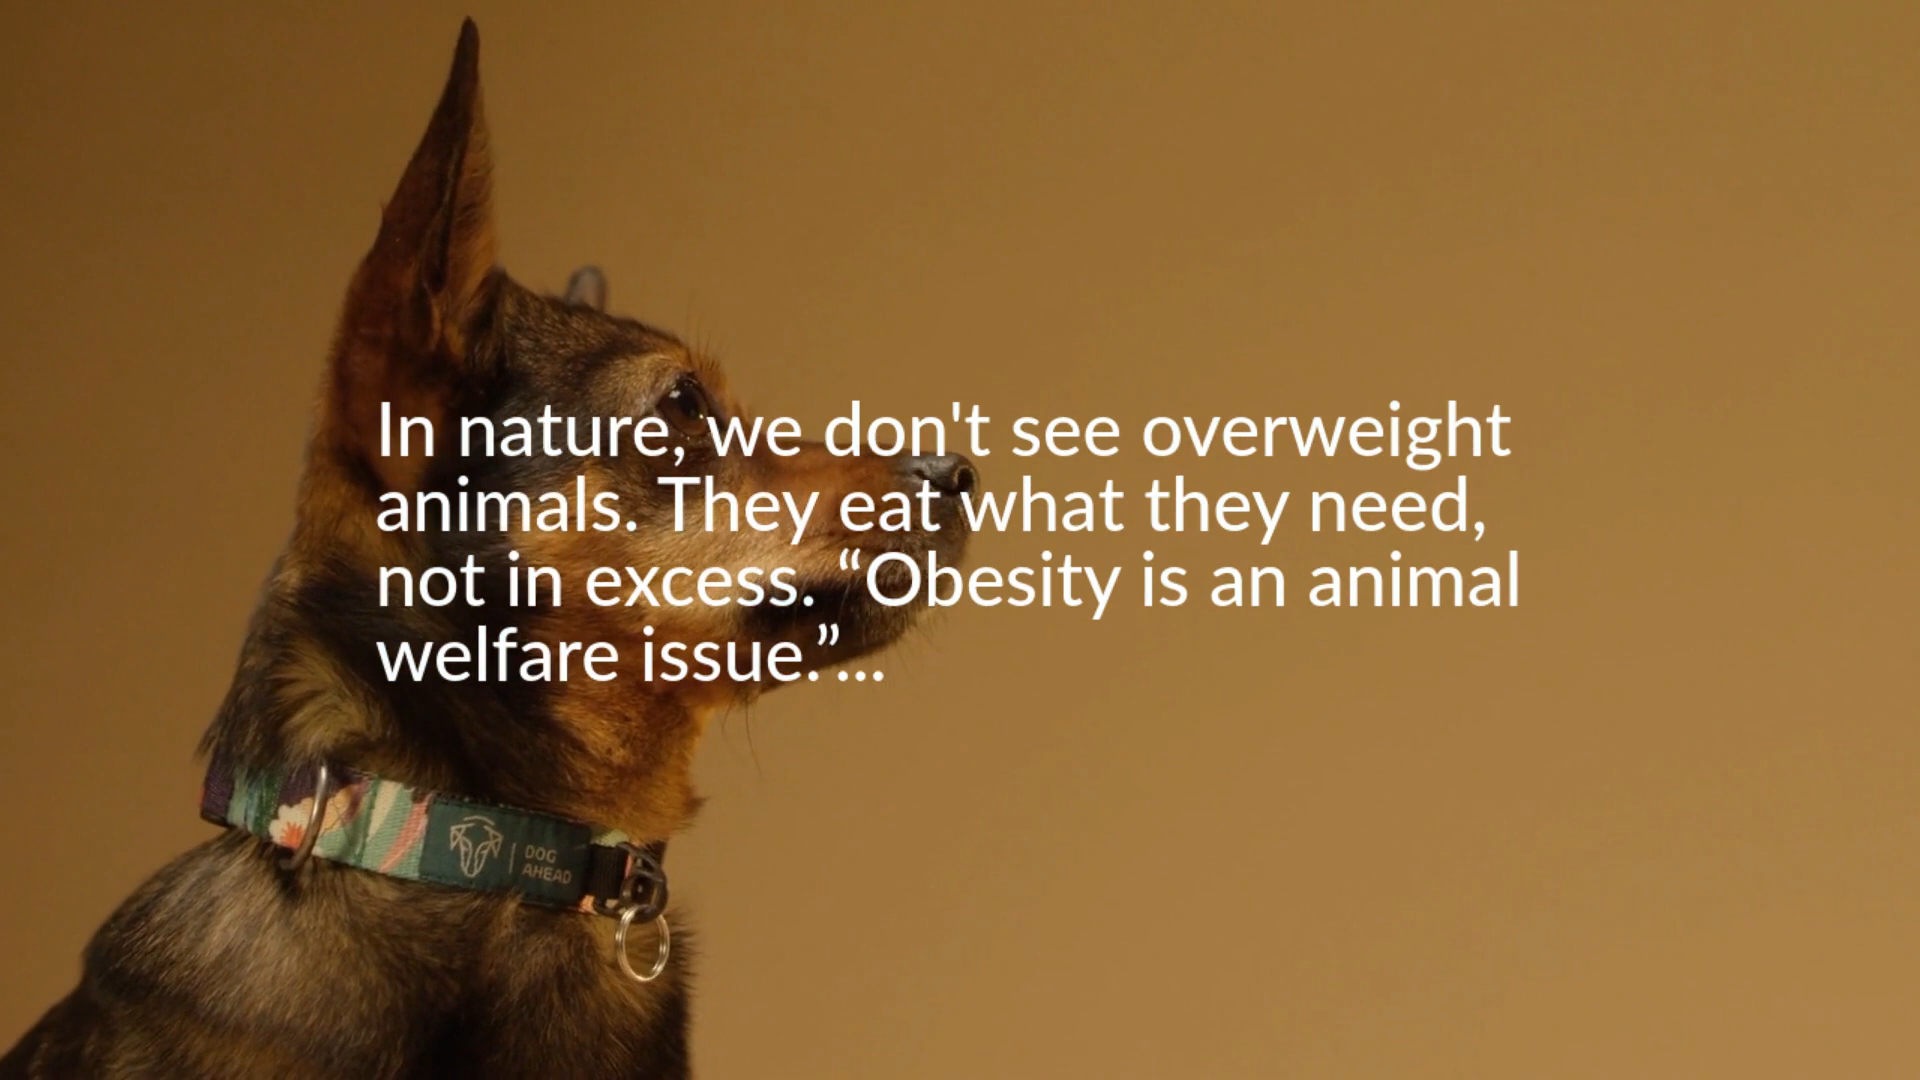 In nature, we don't see overweight
animals. They eat what they need,
not in excess. “Obesity is an animal
welfare issue.”...
DOG
AHEAD